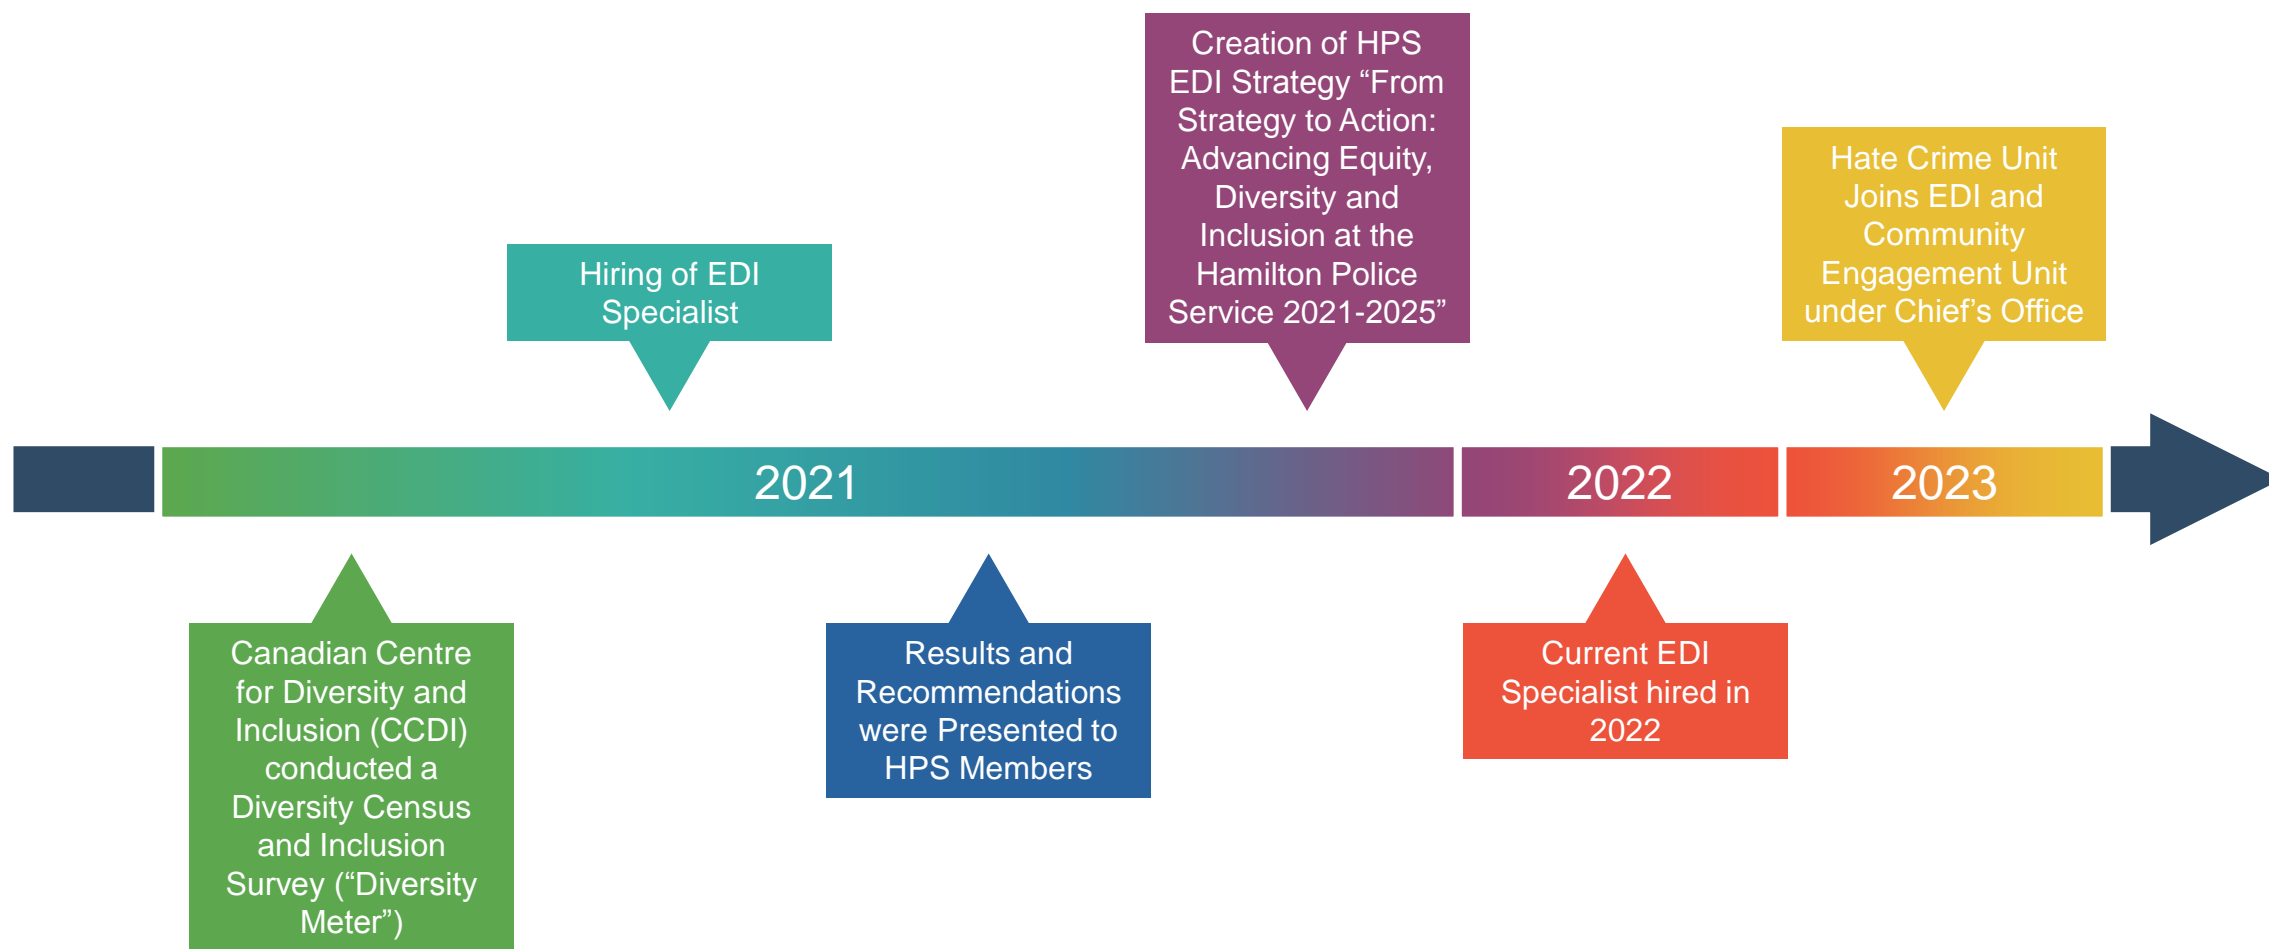 Creation of HPS
EDI Strategy “From
Strategy to Action:
Advancing Equity,
Diversity and
Inclusion at the
Hamilton Police
Service 2021-2025”
Hate Crime Unit
Joins EDI and
Community
Engagement Unit
under Chief’s Office
Hiring of EDI
Specialist
2021
2022
2023
Canadian Centre
for Diversity and
Inclusion (CCDI)
conducted a
Diversity Census
and Inclusion
Survey (“Diversity
Meter”)
Results and
Recommendations
were Presented to
HPS Members
Current EDI
Specialist hired in
2022